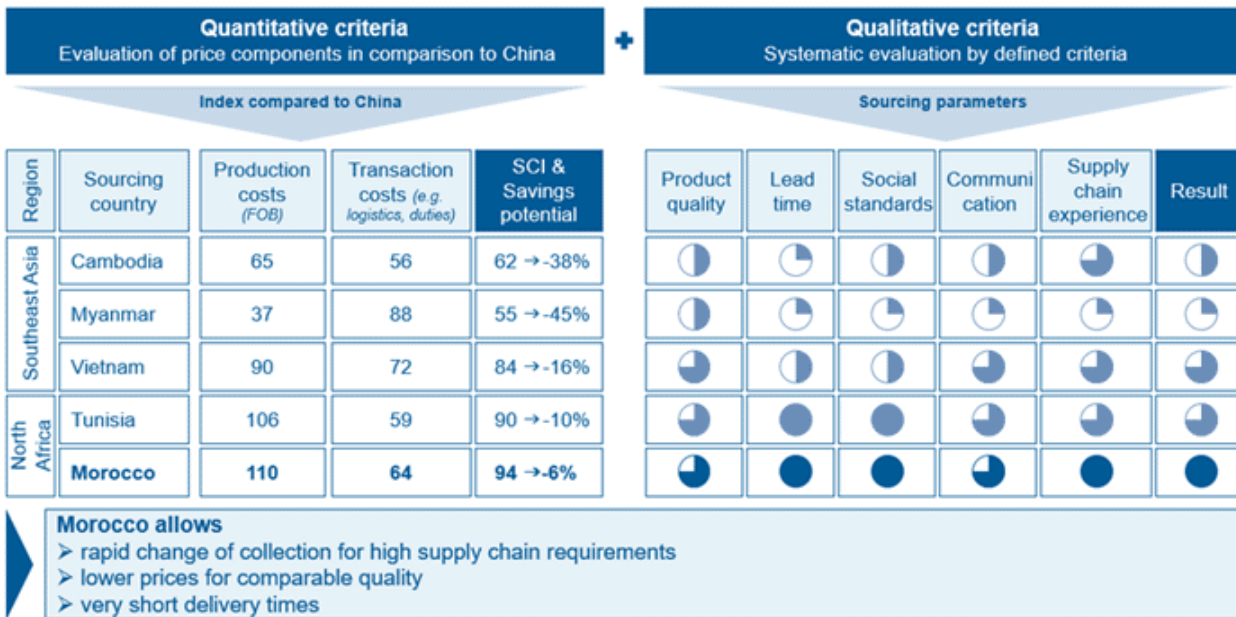 Quantitative criteria
Evaluation of price components in comparison to China
+
Qualitative criteria
Systematic evaluation by defined criteria
Index compared to China
Sourcing parameters
Region
Sourcing
country
Production
costs
(FOB)
Transaction
costs (e.g.
logistics, duties)
SCI &
Savings
potential
Product
quality
Lead
time
Social
standards
Communi
cation
Supply
chain
experience
Result
Southeast Asia
Cambodia 65 56 62 →-38%
Myanmar 37 88 55 →-45%
Vietnam 90 72 84 →-16%
North
Africa
Tunisia 106 59 90 →-10%
Morocco 110 64 94 →-6%
Morocco allows
➢ rapid change of collection for high supply chain requirements
➢ lower prices for comparable quality
➢ very short delivery times